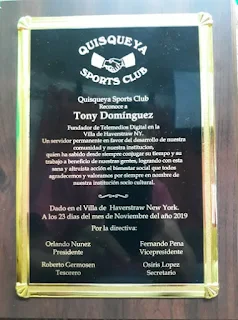 QUISQUEYA
SPORTS CLUB
Quisqueya Sports Club
Reconoce a
Tony Domínguez
Fundador de Telemedios Digital en la
Villa de Haverstraw NY.
Un servidor permanente en favor del desarrollo de nuestra
comunidad y nuestra institucion,
quien ha sabido desde siempre conjugar su tiempo y su
trabajo a beneficio de nuestras gentes, logrando con esta
sana y altruista acción el bienestar social que todos
agradecemos y valoramos por siempre en nombre de
nuestra institución socio cultural.
Dado en el Villa de Haverstraw New York.
A los 23 días del mes de Noviembre del año 2019
Por la directiva:
Orlando Nunez Fernando Pena
Presidente Vicepresidente
Roberto Germosen Osiris Lopez
Tesorero Secretario